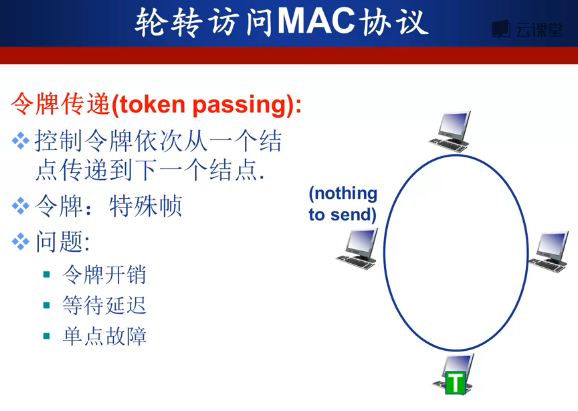 轮转访问MAC协议
云课堂
令牌传递(token passing):
控制令牌依次从一个结
点传递到下一个结点.
令牌：特殊帧
问题:
令牌开销
等待延迟
单点故障
(nothing
to send)
T